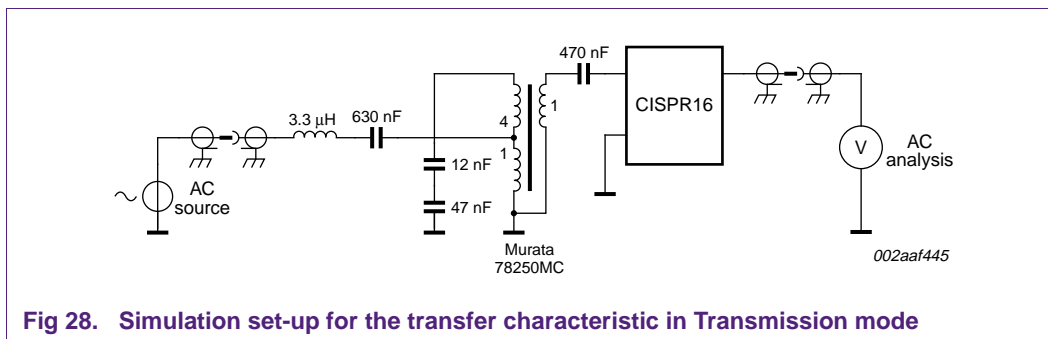 470 nF
3.3 μH
630 nF
CISPR16
1
4
1
12 nF
47 nF
V
AC
analysis
AC
source
Murata
78250MC
002aaf445
Fig 28. Simulation set-up for the transfer characteristic in Transmission mode